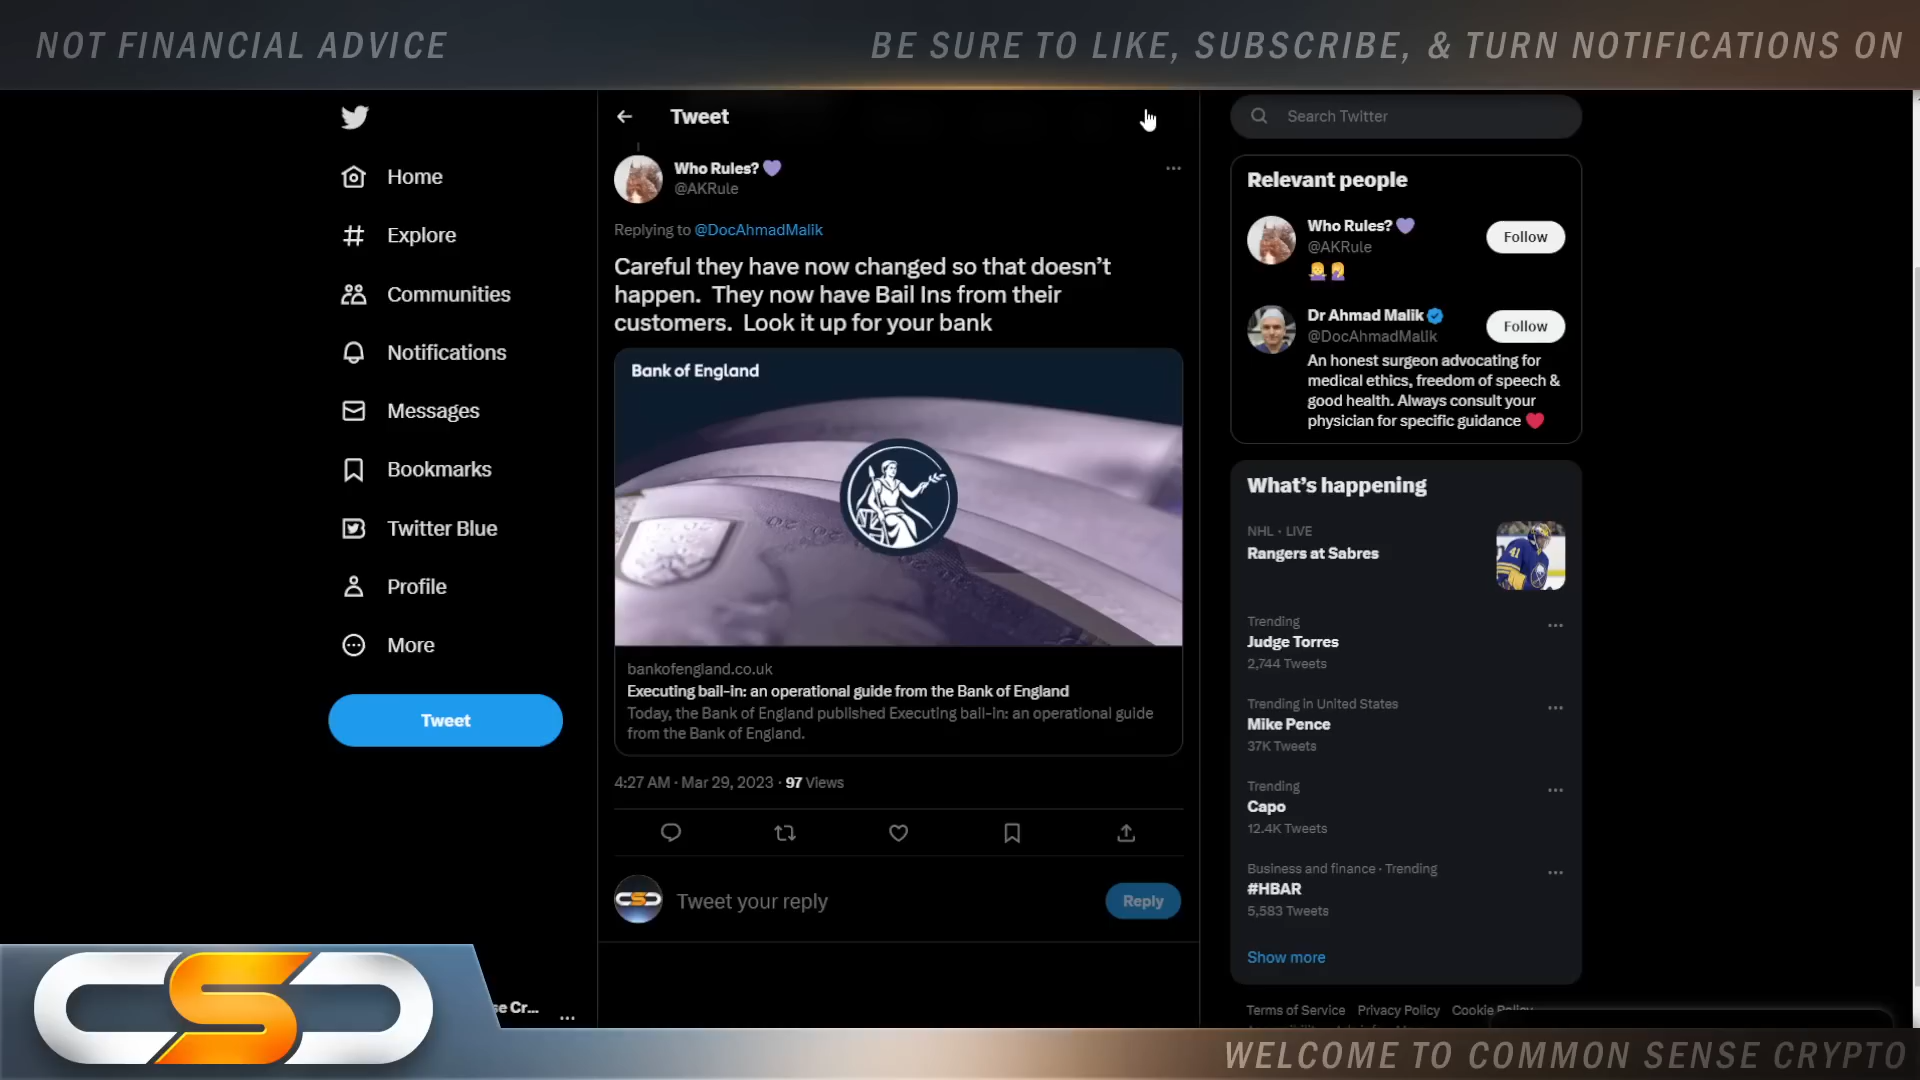 NOT FINANCIAL ADVICE
BE SURE TO LIKE, SUBSCRIBE, & TURN NOTIFICATIONS ON
Home
Explore
Communities
Notifications
Messages
Bookmarks
Twitter Blue
Profile
More
Tweet
se Cr...
Tweet
Who Rules? 💜
@AKRule
Replying to @DocAhmadMalik
Careful they have now changed so that doesn’t
happen. They now have Bail Ins from their
customers. Look it up for your bank
Bank of England
bankofengland.co.uk
Executing bail-in: an operational guide from the Bank of England
Today, the Bank of England published Executing bail-in: an operational guide
from the Bank of England.
4:27 AM · Mar 29, 2023 · 97 Views
CSC
Tweet your reply
Reply
Search Twitter
Relevant people
Who Rules? 💜
@AKRule
Follow
Dr Ahmad Malik
@DocAhmadMalik
Follow
An honest surgeon advocating for
medical ethics, freedom of speech &
good health. Always consult your
physician for specific guidance ❤️
What’s happening
NHL · LIVE
Rangers at Sabres
41
Trending
Judge Torres
2,744 Tweets
Trending in United States
Mike Pence
37K Tweets
Trending
Capo
12.4K Tweets
Business and finance · Trending
#HBAR
5,583 Tweets
Show more
Terms of Service Privacy Policy Cookie Policy
CSC
WELCOME TO COMMON SENSE CRYPTO